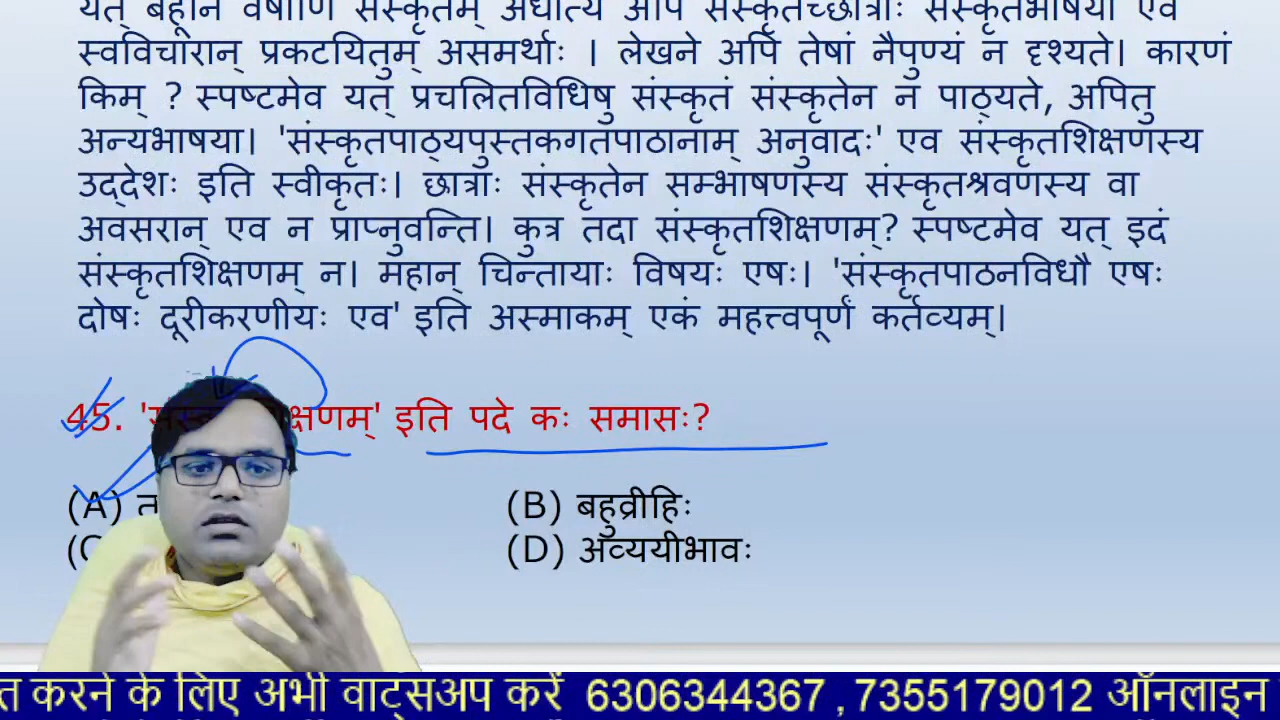 यत् बहूनि वर्षाणि संस्कृतम् अधीत्य अपि संस्कृतच्छात्राः संस्कृतभाषया एव
स्वविचारान् प्रकटयितुम् असमर्थाः । लेखने अपि तेषां नैपुण्यं न दृश्यते। कारणं
किम् ? स्पष्टमेव यत् प्रचलितविधिषु संस्कृतं संस्कृतेन न पाठ्यते, अपितु
अन्यभाषया। 'संस्कृतपाठ्यपुस्तकगतपाठानाम् अनुवादः' एव संस्कृतशिक्षणस्य
उद्देशः इति स्वीकृतः। छात्राः संस्कृतेन सम्भाषणस्य संस्कृतश्रवणस्य वा
अवसरान् एव न प्राप्नुवन्ति। कुत्र तदा संस्कृतशिक्षणम्? स्पष्टमेव यत् इदं
संस्कृतशिक्षणम् न। महान् चिन्तायाः विषयः एषः। 'संस्कृतपाठनविधौ एषः
दोषः दूरीकरणीयः एव' इति अस्माकम् एकं महत्त्वपूर्णं कर्तव्यम्।
45. इति पदे कः समासः?
(A) (B) बहुव्रीहिः
(D) अव्ययीभावः
करने के लिए अभी वाट्सअप करें 6306344367 , 7355179012 ऑनलाइन